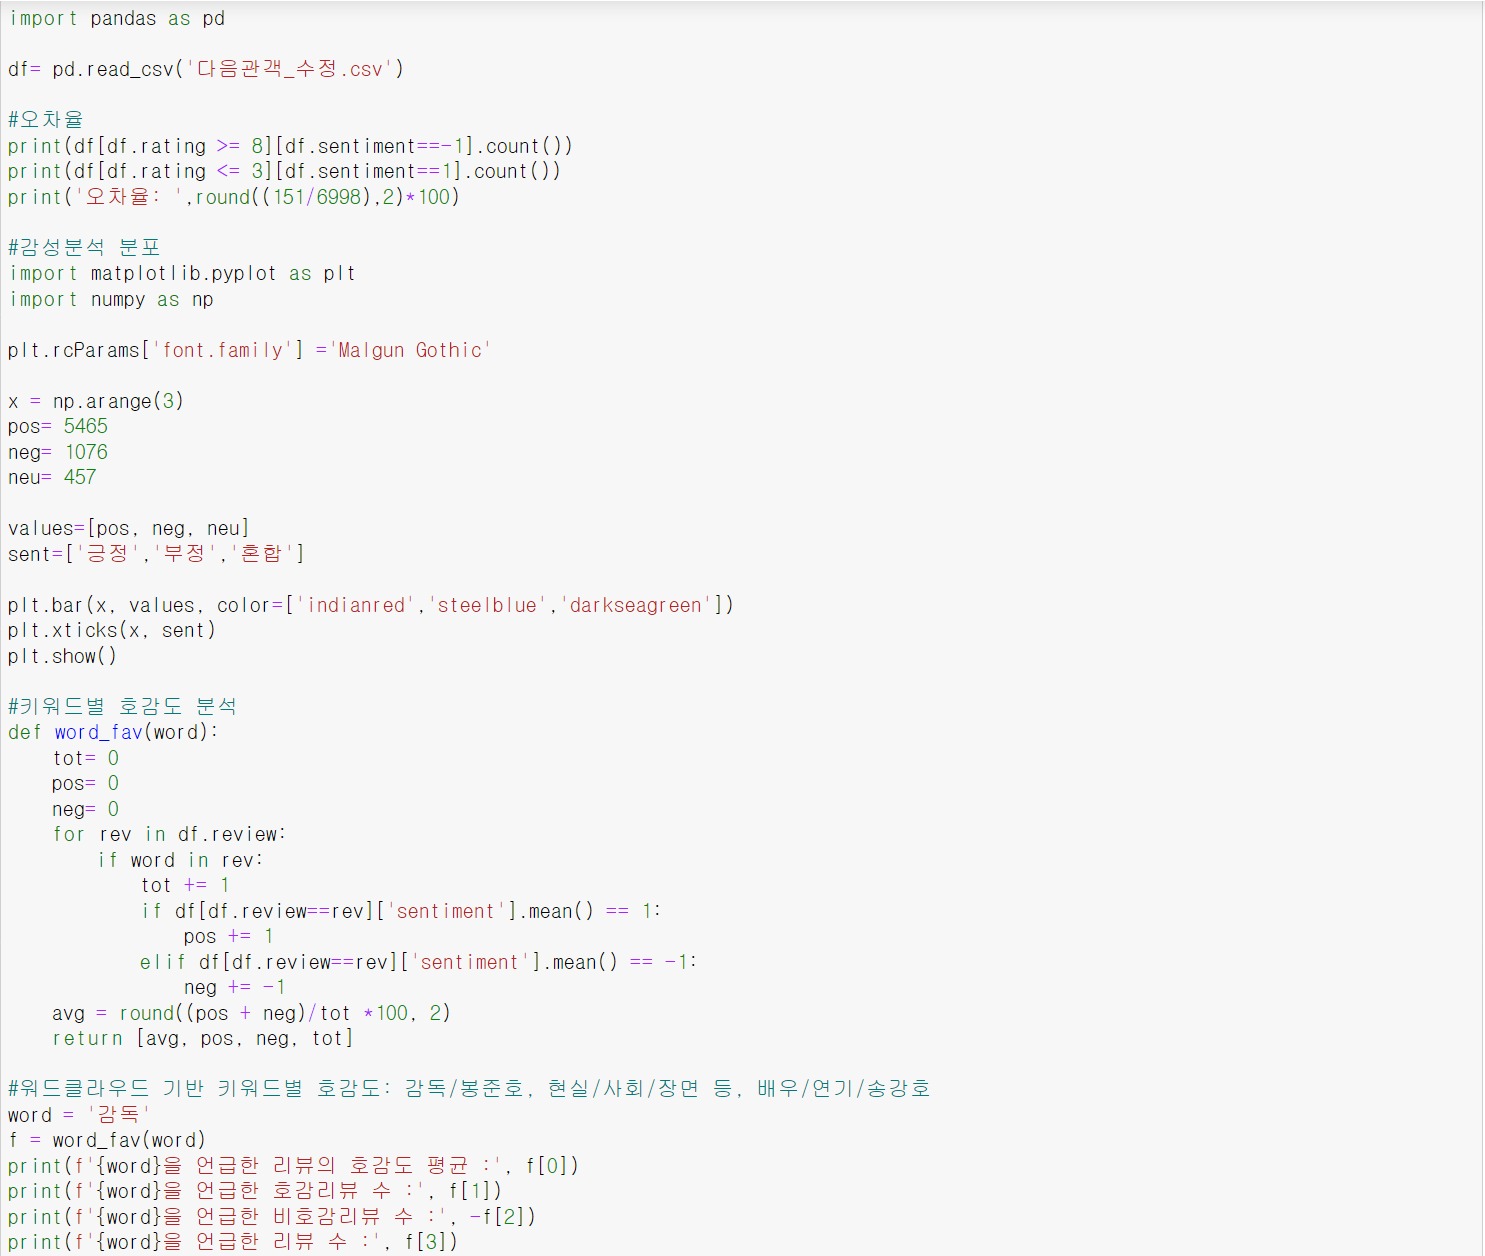 import pandas as pd
df= pd.read_csv('다음관객_수정.csv')
#오차율
print(df[df.rating >= 8][df.sentiment==-1].count())
print(df[df.rating <= 3][df.sentiment==1].count())
print('오차율: ',round((151/6998),2)*100)
#감성분석 분포
import matplotlib.pyplot as plt
import numpy as np
plt.rcParams['font.family'] ='Malgun Gothic'
x = np.arange(3)
pos= 5465
neg= 1076
neu= 457
values=[pos, neg, neu]
sent=['긍정','부정','혼합']
plt.bar(x, values, color=['indianred','steelblue','darkseagreen'])
plt.xticks(x, sent)
plt.show()
#키워드별 호감도 분석
def word_fav(word):
    tot= 0
    pos= 0
    neg= 0
    for rev in df.review:
        if word in rev:
            tot += 1
            if df[df.review==rev]['sentiment'].mean() == 1:
                pos += 1
            elif df[df.review==rev]['sentiment'].mean() == -1:
                neg += -1
    avg = round((pos + neg)/tot *100, 2)
    return [avg, pos, neg, tot]
#워드클라우드 기반 키워드별 호감도: 감독/봉준호, 현실/사회/장면 등, 배우/연기/송강호
word = '감독'
f = word_fav(word)
print(f'{word}을 언급한 리뷰의 호감도 평균 :', f[0])
print(f'{word}을 언급한 호감리뷰 수 :', f[1])
print(f'{word}을 언급한 비호감리뷰 수 :', -f[2])
print(f'{word}을 언급한 리뷰 수 :', f[3])